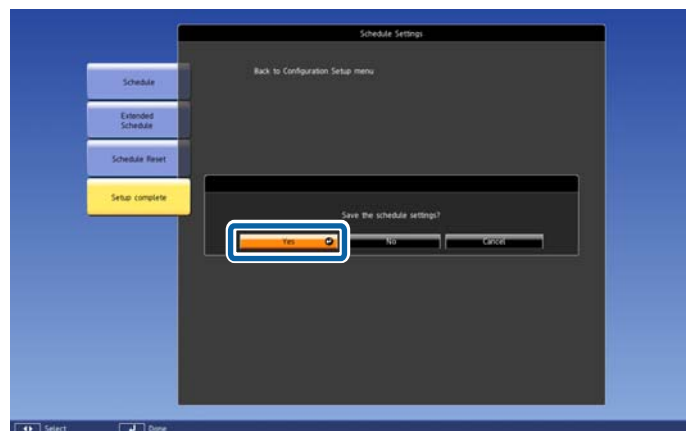 Schedule Settings
Back to Configuration Setup menu
Schedule
Extended
Schedule
Schedule Reset
Setup complete
Save the schedule settings?
Yes
No
Cancel
Select
Done